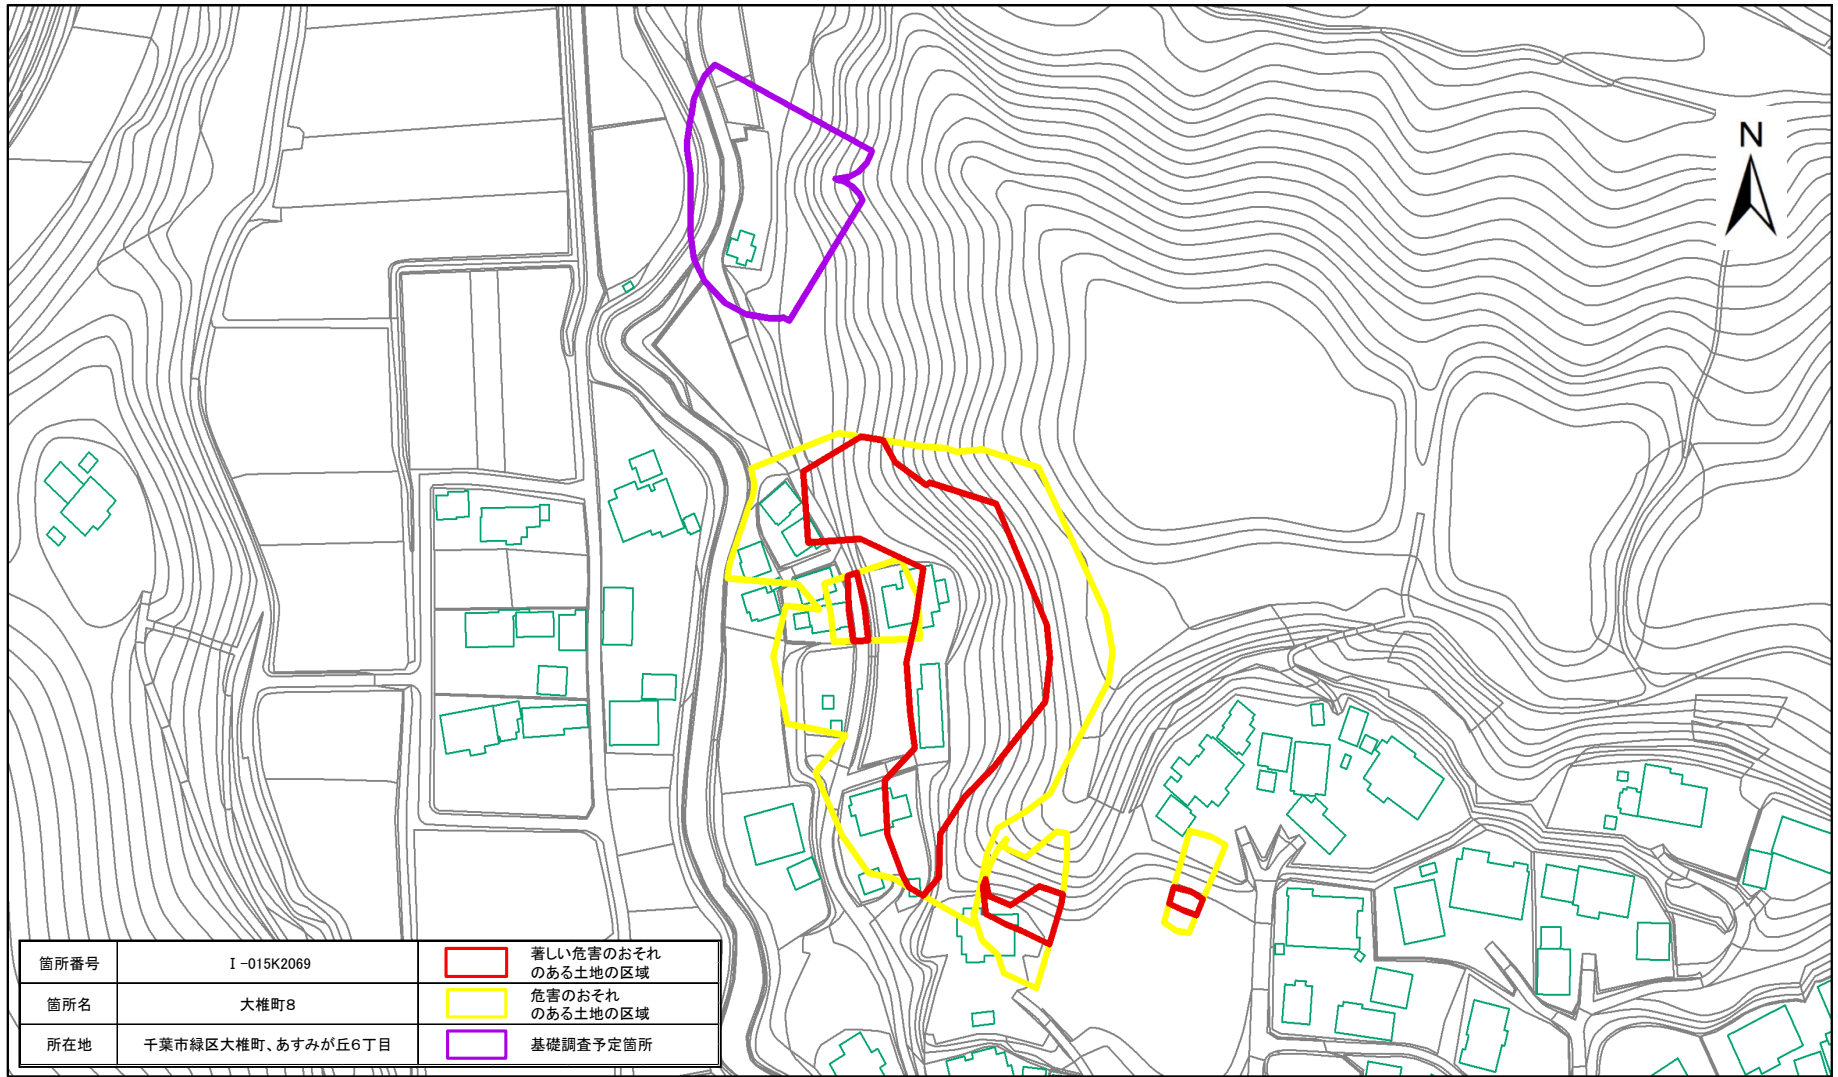 N
箇所番号
Ⅰ-015K2069
著しい危害のおそれ
のある土地の区域
箇所名
大椎町8
危害のおそれ
のある土地の区域
所在地
千葉市緑区大椎町、あすみが丘6丁目
基礎調査予定箇所